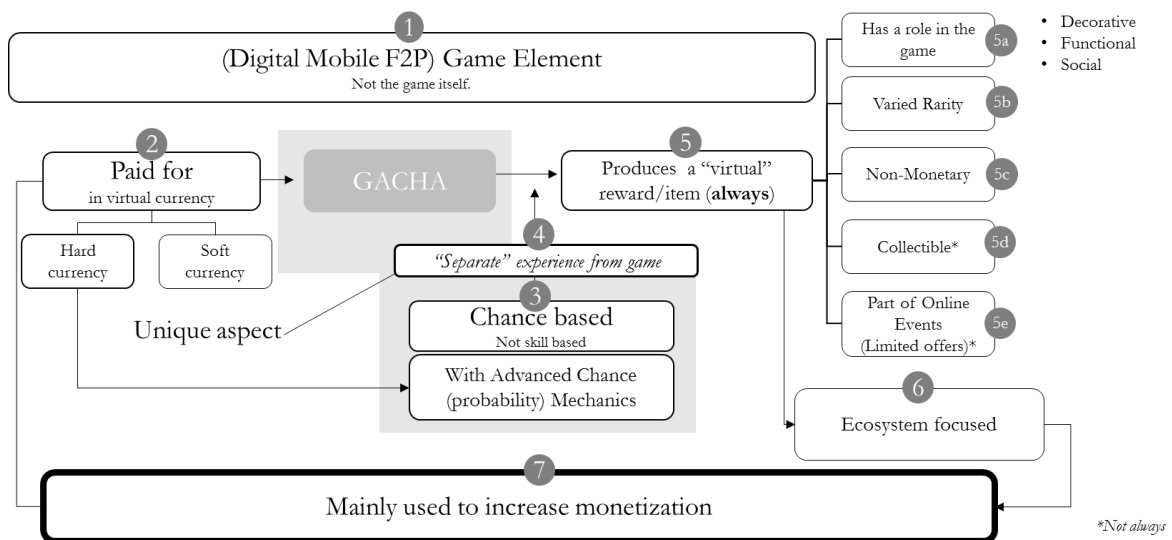 1
(Digital Mobile F2P) Game Element
Not the game itself.
2
Paid for
in virtual currency
Hard
currency
Soft
currency
GACHA
Unique aspect
4
"Separate" experience from game
3
Chance based
Not skill based
With Advanced Chance
(probability) Mechanics
5
Produces a “virtual”
reward/item (always)
Has a role in the
game
5a
• Decorative
• Functional
• Social
Varied Rarity
5b
Non-Monetary
5c
Collectible*
5d
Part of Online
Events
(Limited offers)*
5e
6
Ecosystem focused
7
Mainly used to increase monetization
*Not always